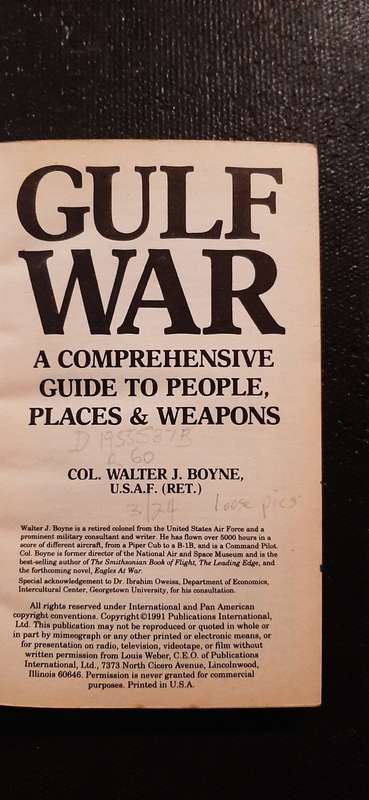 GULF
WAR
A COMPREHENSIVE
GUIDE TO PEOPLE,
PLACES & WEAPONS
COL. WALTER J. BOYNE,
U.S.A.F. (RET.)
3/24 loose pics
Walter J. Boyne is a retired colonel from the United States Air Force and a
prominent military consultant and writer. He has flown over 5000 hours in a
score of different aircraft, from a Piper Cub to a B-1B, and is a Command Pilot.
Col. Boyne is former director of the National Air and Space Museum and is the
best-selling author of The Smithsonian Book of Flight, The Leading Edge, and
the forthcoming novel, Eagles At War.
Special acknowledgement to Dr. Ibrahim Oweiss, Department of Economics,
Intercultural Center, Georgetown University, for his consultation.
All rights reserved under International and Pan American
copyright conventions. Copyright©1991 Publications International,
Ltd. This publication may not be reproduced or quoted in whole or
in part by mimeograph or any other printed or electronic means, or
for presentation on radio, television, videotape, or film without
written permission from Louis Weber, C.E.O. of Publications
International, Ltd., 7373 North Cicero Avenue, Lincolnwood,
Illinois 60646. Permission is never granted for commercial
purposes. Printed in U.S.A.